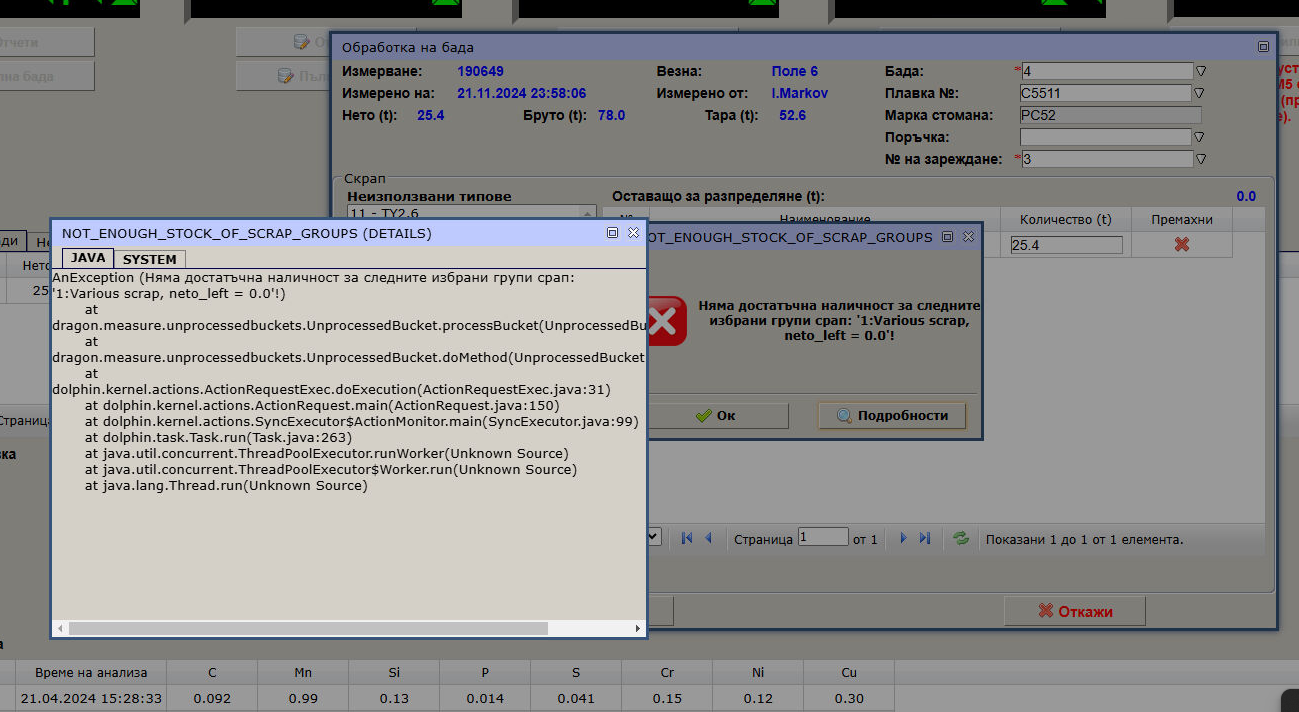 тчети
Обработка на бада
Измерване: 190649 Везна: Поле 6 Бада: *4
лна бада
Измерено на: 21.11.2024 23:58:06 Измерено от: I.Markov Плавка №: C5511
Нето (t): 25.4 Бруто (t): 78.0 Тара (t): 52.6 Марка стомана: PC52
Поръчка:
№ на зареждане: *3
Скрап
Неизползвани типове Оставащо за разпределяне (t): 0.0
11 - ТУ2.6
Наименование Количество (t) Премахни
25.4
NOT_ENOUGH_STOCK_OF_SCRAP_GROUPS (DETAILS)
JAVA SYSTEM
AnException (Няма достатъчна наличност за следните избрани групи срап:
'1:Various scrap, neto_left = 0.0'!)
at
dragon.measure.unprocessedbuckets.UnprocessedBucket.processBucket(UnprocessedBu
at
dragon.measure.unprocessedbuckets.UnprocessedBucket.doMethod(UnprocessedBucket
at
dolphin.kernel.actions.ActionRequestExec.doExecution(ActionRequestExec.java:31)
at dolphin.kernel.actions.ActionRequest.main(ActionRequest.java:150)
at dolphin.kernel.actions.SyncExecutor$ActionMonitor.main(SyncExecutor.java:99)
at dolphin.task.Task.run(Task.java:263)
at java.util.concurrent.ThreadPoolExecutor.runWorker(Unknown Source)
at java.util.concurrent.ThreadPoolExecutor$Worker.run(Unknown Source)
at java.lang.Thread.run(Unknown Source)
OT_ENOUGH_STOCK_OF_SCRAP_GROUPS
Няма достатъчна наличност за следните
избрани групи срап: '1:Various scrap,
neto_left = 0.0'!
Ок Подробности
Нето
25
Страница
Страница 1 от 1 Показани 1 до 1 от 1 елемента.
Откажи
Време на анализа C Mn Si P S Cr Ni Cu
21.04.2024 15:28:33 0.092 0.99 0.13 0.014 0.041 0.15 0.12 0.30